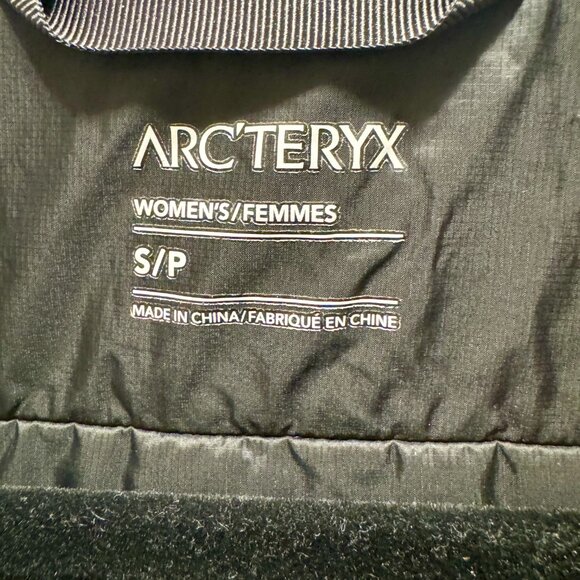 ARC'TERYX
WOMEN'S/FEMMES
S/P
MADE IN CHINA/FABRIQUÉ EN CHINE